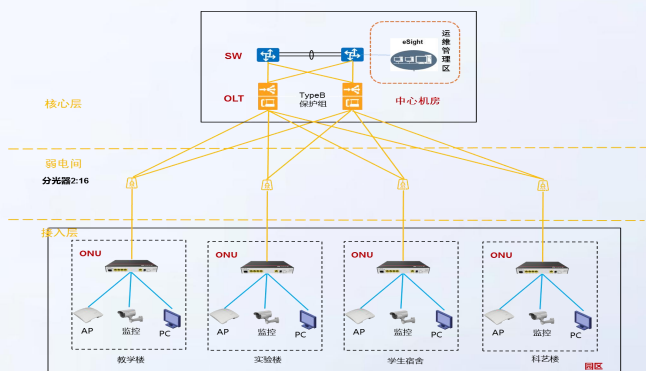 运维管理区
eSight
SW
OLT
TypeB
保护组
中心机房
核心层
弱电间
分光器2:16
接入层
ONU
ONU
ONU
ONU
AP
监控
PC
AP
监控
PC
AP
监控
PC
AP
监控
PC
教学楼
实验楼
学生宿舍
科艺楼
园区